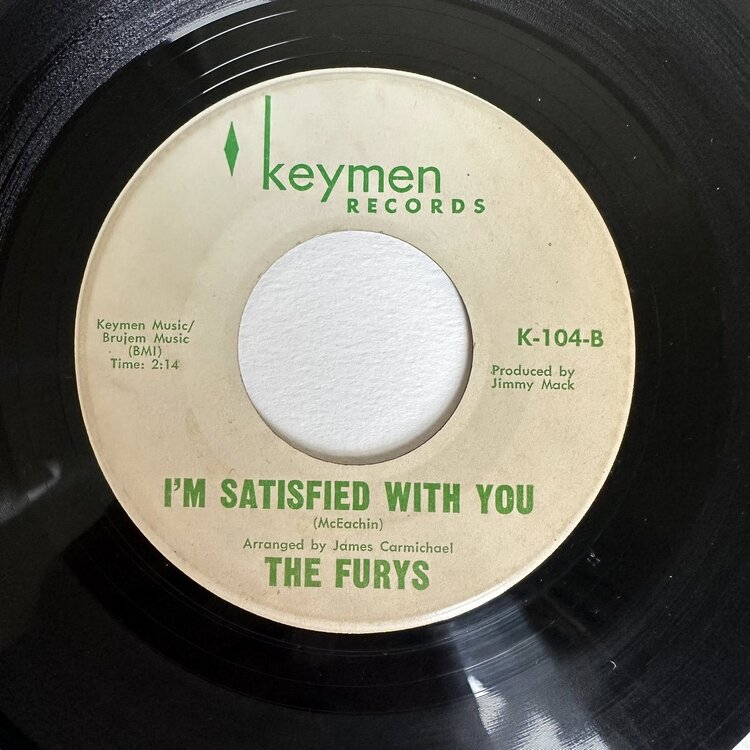 keymen
RECORDS
Keymen Music/
Brujem Music
(BMI)
Time: 2:14
K-104-B
Produced by
Jimmy Mack
I'M SATISFIED WITH YOU
(McEachin)
Arranged by James Carmichael
THE FURYS